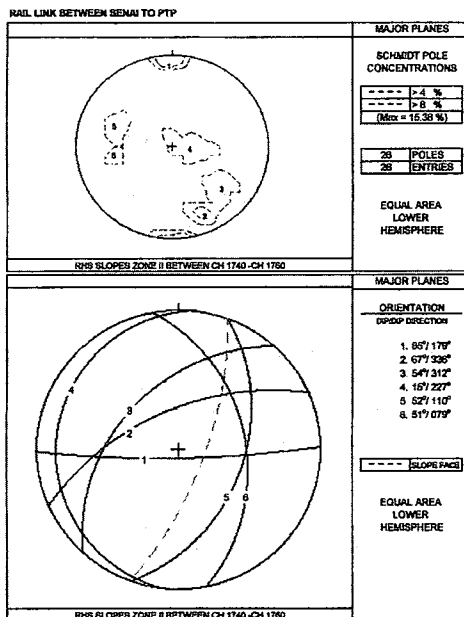 RAIL LINK BETWEEN SENAI TO PTP
MAJOR PLANES
SCHMIDT POLE
CONCENTRATIONS
> 4 %
> 8 %
(Max = 15.38 %)
26 POLES
26 ENTRIES
EQUAL AREA
LOWER
HEMISPHERE
1
5
6
4
3
2
RHS SLOPES ZONE II BETWEEN CH 1740 -CH 1760
MAJOR PLANES
ORIENTATION
DIP/DIP DIRECTION
1. 85°/179°
2. 67°/336°
3. 54°/312°
4. 15°/227°
5 52°/110°
6. 51°/079°
SLOPE FACE
EQUAL AREA
LOWER
HEMISPHERE
4
3
2
1
5
6
RHS SLOPES ZONE II BETWEEN CH 1740 -CH 1760